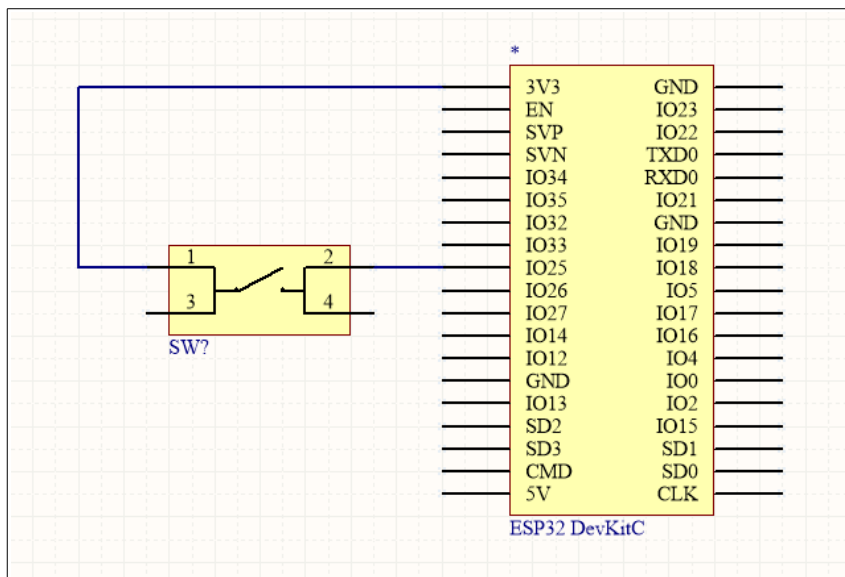 *
3V3 GND
EN IO23
SVP IO22
SVN TXD0
IO34 RXD0
IO35 IO21
IO32 GND
IO33 IO19
1 2 IO25 IO18
IO26 IO5
3 4 IO27 IO17
IO14 IO16
SW? IO12 IO4
GND IO0
IO13 IO2
SD2 IO15
SD3 SD1
CMD SD0
5V CLK
ESP32 DevKitC